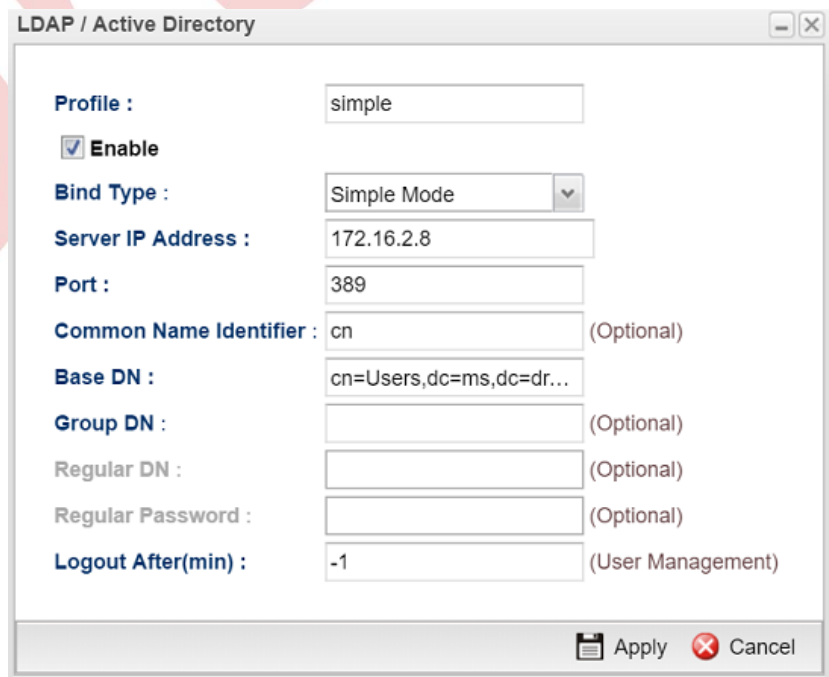 LDAP / Active Directory
Profile : simple
Enable
Bind Type : Simple Mode
Server IP Address : 172.16.2.8
Port : 389
Common Name Identifier : cn (Optional)
Base DN : cn=Users,dc=ms,dc=dr...
Group DN : (Optional)
Regular DN : (Optional)
Regular Password : (Optional)
Logout After(min) : -1 (User Management)
Apply Cancel